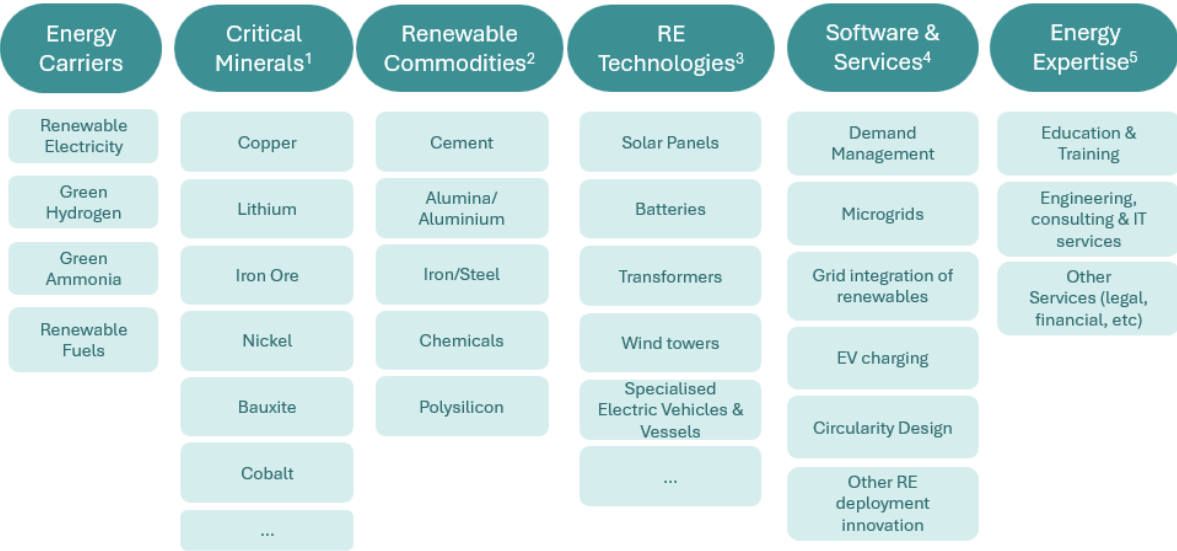 Energy
Carriers
Renewable
Electricity
Green
Hydrogen
Green
Ammonia
Renewable
Fuels
Critical
Minerals¹
Copper
Lithium
Iron Ore
Nickel
Bauxite
Cobalt
...
Renewable
Commodities²
Cement
Alumina/
Aluminium
Iron/Steel
Chemicals
Polysilicon
RE
Technologies³
Solar Panels
Batteries
Transformers
Wind towers
Specialised
Electric Vehicles &
Vessels
...
Software &
Services⁴
Demand
Management
Microgrids
Grid integration of
renewables
EV charging
Circularity Design
Other RE
deployment
innovation
Energy
Expertise⁵
Education &
Training
Engineering,
consulting & IT
services
Other
Services (legal,
financial, etc)